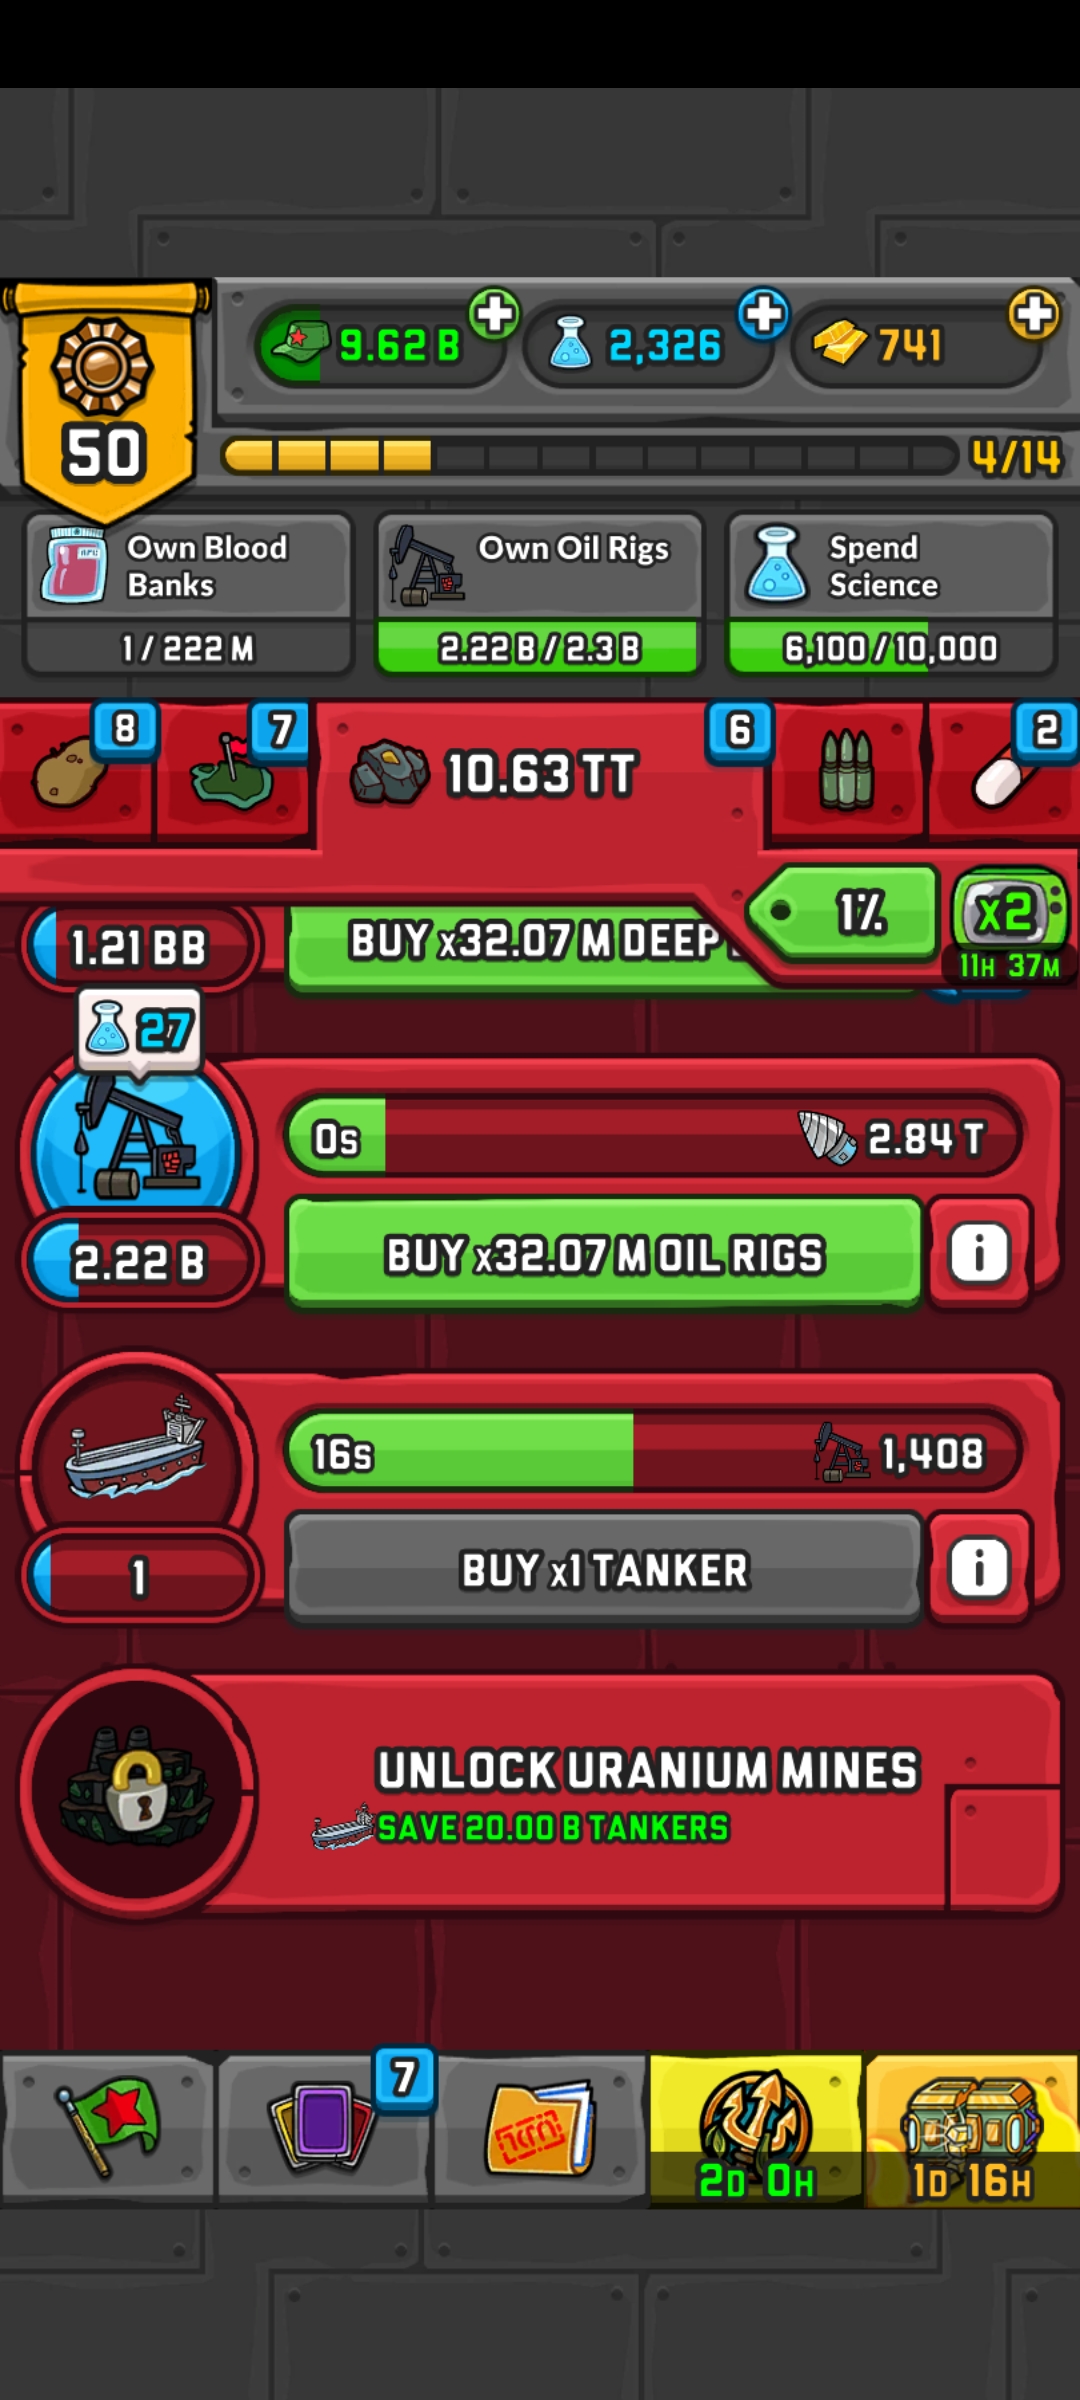 9.62 B
2,326
741
50
4/14
Own Blood
Banks
1 / 222 M
Own Oil Rigs
2.22 B / 2.3 B
Spend
Science
6,100 / 10,000
8
7
10.63 TT
6
2
1%
x2
11H 37M
1.21 BB
BUY x32.07 M DEEP
27
0s
2.84 T
2.22 B
BUY x32.07 M OIL RIGS
i
16s
1,408
1
BUY x1 TANKER
i
UNLOCK URANIUM MINES
SAVE 20.00 B TANKERS
7
2D 0H
1D 16H